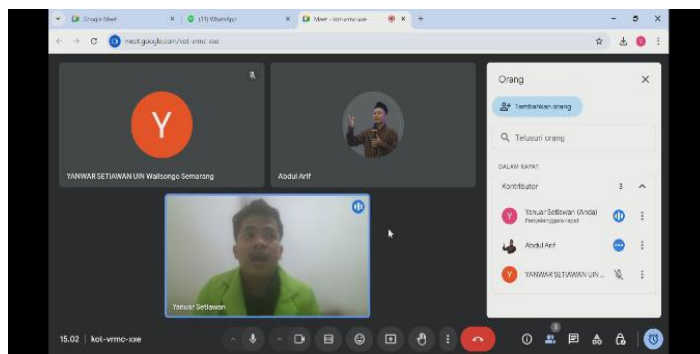 Google Meet
(11) WhatsApp
Meet - kot-vrmc-xxe
meet.google.com/kot-vrmc-xxe
Y
YANWAR SETIAWAN UIN Walisongo Semarang
Abdul Arif
Yanuar Setiawan
Orang
Tambahkan orang
Telusuri orang
DALAM RAPAT
Kontributor 3
Y Yanuar Setiawan (Anda)
Penyelenggara rapat
Abdul Arif
Y YANWAR SETIAWAN UIN ...
15.02 | kot-vrmc-xxe
3